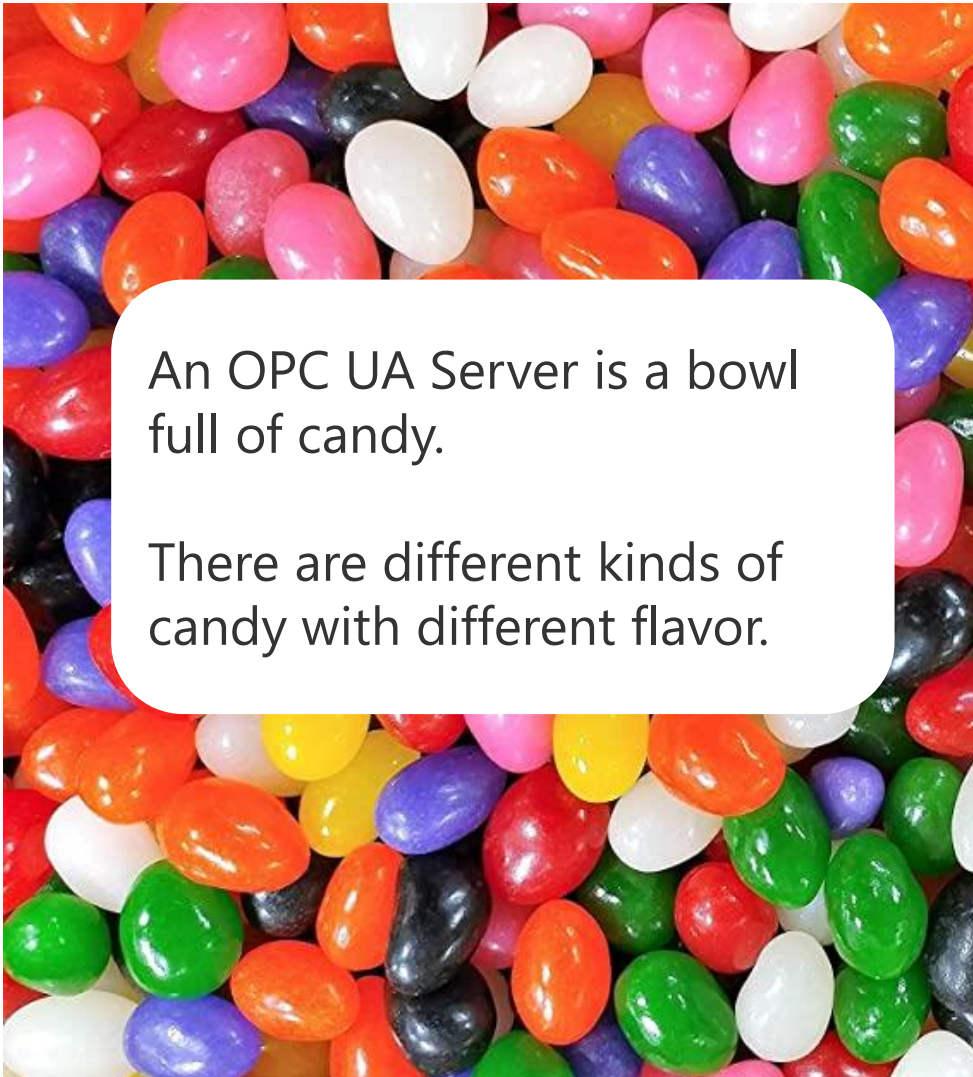 An OPC UA Server is a bowl
full of candy.
There are different kinds of
candy with different flavor.